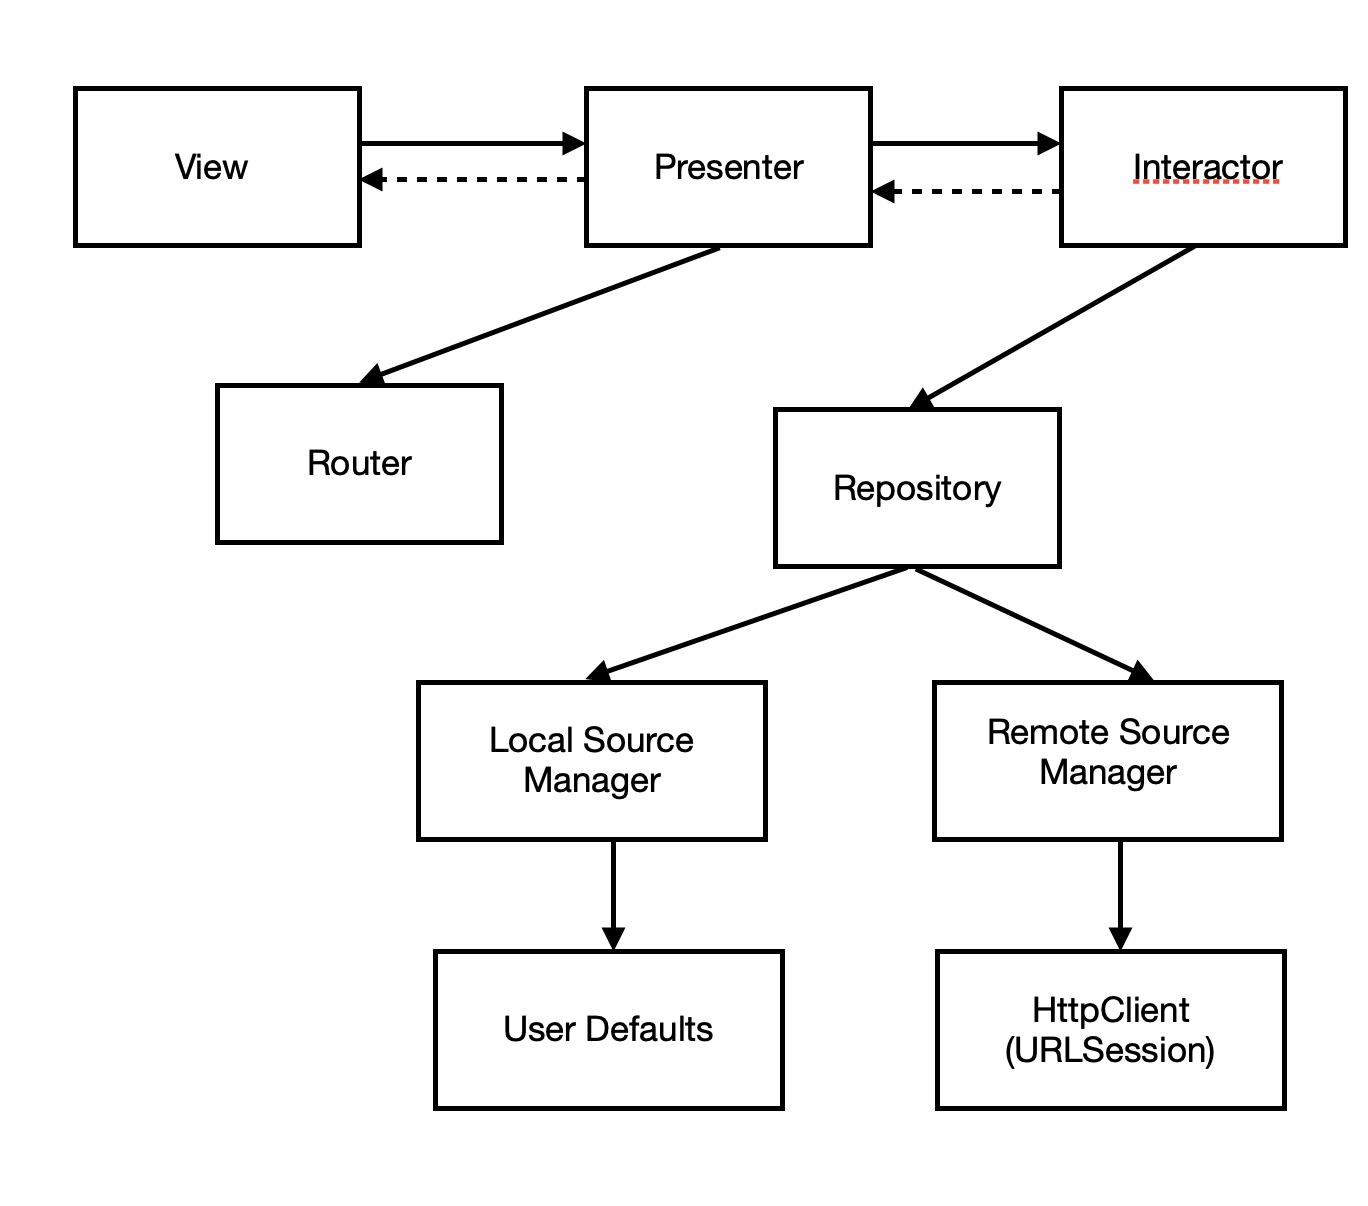 View
Presenter
Interactor
Router
Repository
Local Source
Manager
Remote Source
Manager
User Defaults
HttpClient
(URLSession)